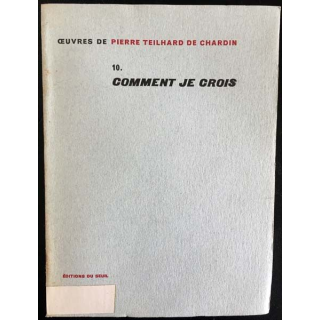 ŒUVRES DE PIERRE TEILHARD DE CHARDIN
10.
COMMENT JE CROIS
ÉDITIONS DU SEUIL